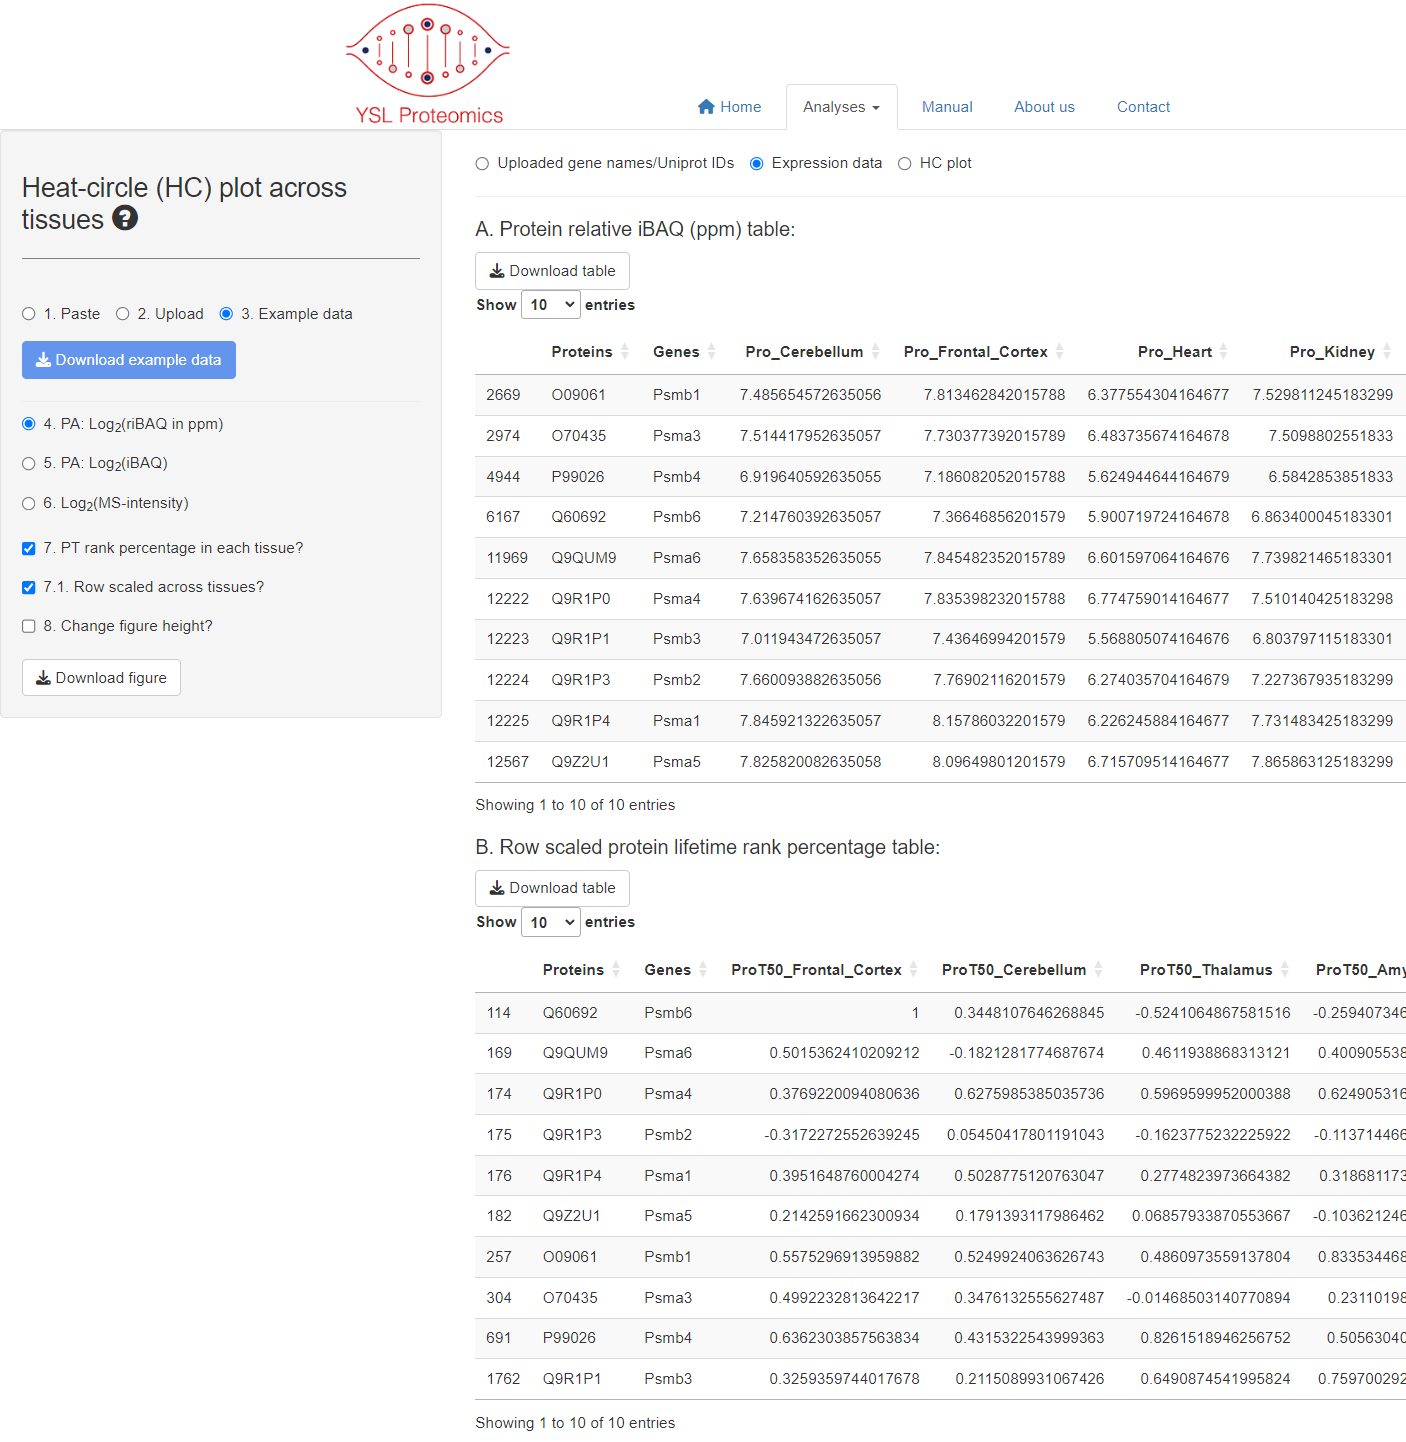 YSL Proteomics
Home Analyses Manual About us Contact
Heat-circle (HC) plot across
tissues ?
1. Paste 2. Upload 3. Example data
Download example data
4. PA: Log2(riBAQ in ppm)
5. PA: Log2(iBAQ)
6. Log2(MS-intensity)
7. PT rank percentage in each tissue?
7.1. Row scaled across tissues?
8. Change figure height?
Download figure
Uploaded gene names/Uniprot IDs Expression data HC plot
A. Protein relative iBAQ (ppm) table:
Download table
Show 10 entries
Proteins Genes Pro_Cerebellum Pro_Frontal_Cortex Pro_Heart Pro_Kidney
2669 O09061 Psmb1 7.485654572635056 7.813462842015788 6.377554304164677 7.529811245183299
2974 O70435 Psma3 7.514417952635057 7.730377392015789 6.483735674164678 7.5098802551833
4944 P99026 Psmb4 6.919640592635055 7.186082052015788 5.624944644164679 6.5842853851833
6167 Q60692 Psmb6 7.214760392635057 7.36646856201579 5.900719724164678 6.863400045183301
11969 Q9QUM9 Psma6 7.658358352635055 7.845482352015789 6.601597064164676 7.739821465183301
12222 Q9R1P0 Psma4 7.639674162635057 7.835398232015788 6.774759014164677 7.510140425183298
12223 Q9R1P1 Psmb3 7.011943472635057 7.43646994201579 5.568805074164676 6.803797115183301
12224 Q9R1P3 Psmb2 7.660093882635056 7.76902116201579 6.274035704164679 7.227367935183299
12225 Q9R1P4 Psma1 7.845921322635057 8.15786032201579 6.226245884164677 7.731483425183299
12567 Q9Z2U1 Psma5 7.825820082635058 8.09649801201579 6.715709514164677 7.865863125183299
Showing 1 to 10 of 10 entries
B. Row scaled protein lifetime rank percentage table:
Download table
Show 10 entries
Proteins Genes ProT50_Frontal_Cortex ProT50_Cerebellum ProT50_Thalamus ProT50_Amy
114 Q60692 Psmb6 1 0.3448107646268845 -0.5241064867581516 -0.259407346
169 Q9QUM9 Psma6 0.5015362410209212 -0.1821281774687674 0.4611938868313121 0.400905538
174 Q9R1P0 Psma4 0.3769220094080636 0.6275985385035736 0.5969599952000388 0.624905316
175 Q9R1P3 Psmb2 -0.3172272552639245 0.05450417801191043 -0.1623775232225922 -0.113714466
176 Q9R1P4 Psma1 0.3951648760004274 0.5028775120763047 0.2774823973664382 0.318681173
182 Q9Z2U1 Psma5 0.2142591662300934 0.1791393117986462 0.06857933870553667 -0.103621246
257 O09061 Psmb1 0.5575296913959882 0.5249924063626743 0.4860973559137804 0.833534468
304 O70435 Psma3 0.4992232813642217 0.3476132555627487 -0.01468503140770894 0.23110198
691 P99026 Psmb4 0.6362303857563834 0.4315322543999363 0.8261518946256752 0.50563040
1762 Q9R1P1 Psmb3 0.3259359744017678 0.2115089931067426 0.6490874541995824 0.759700292
Showing 1 to 10 of 10 entries